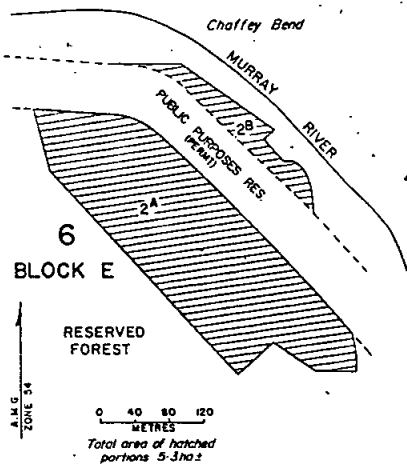 Chaffey Bend
MURRAY
RIVER
2B
PUBLIC PURPOSES RES.
(PERMIT)
2A
6
BLOCK E
RESERVED
FOREST
A.M.G.
ZONE 54
0 40 80 120
METRES
Total area of hatched
portions 5·3ha±